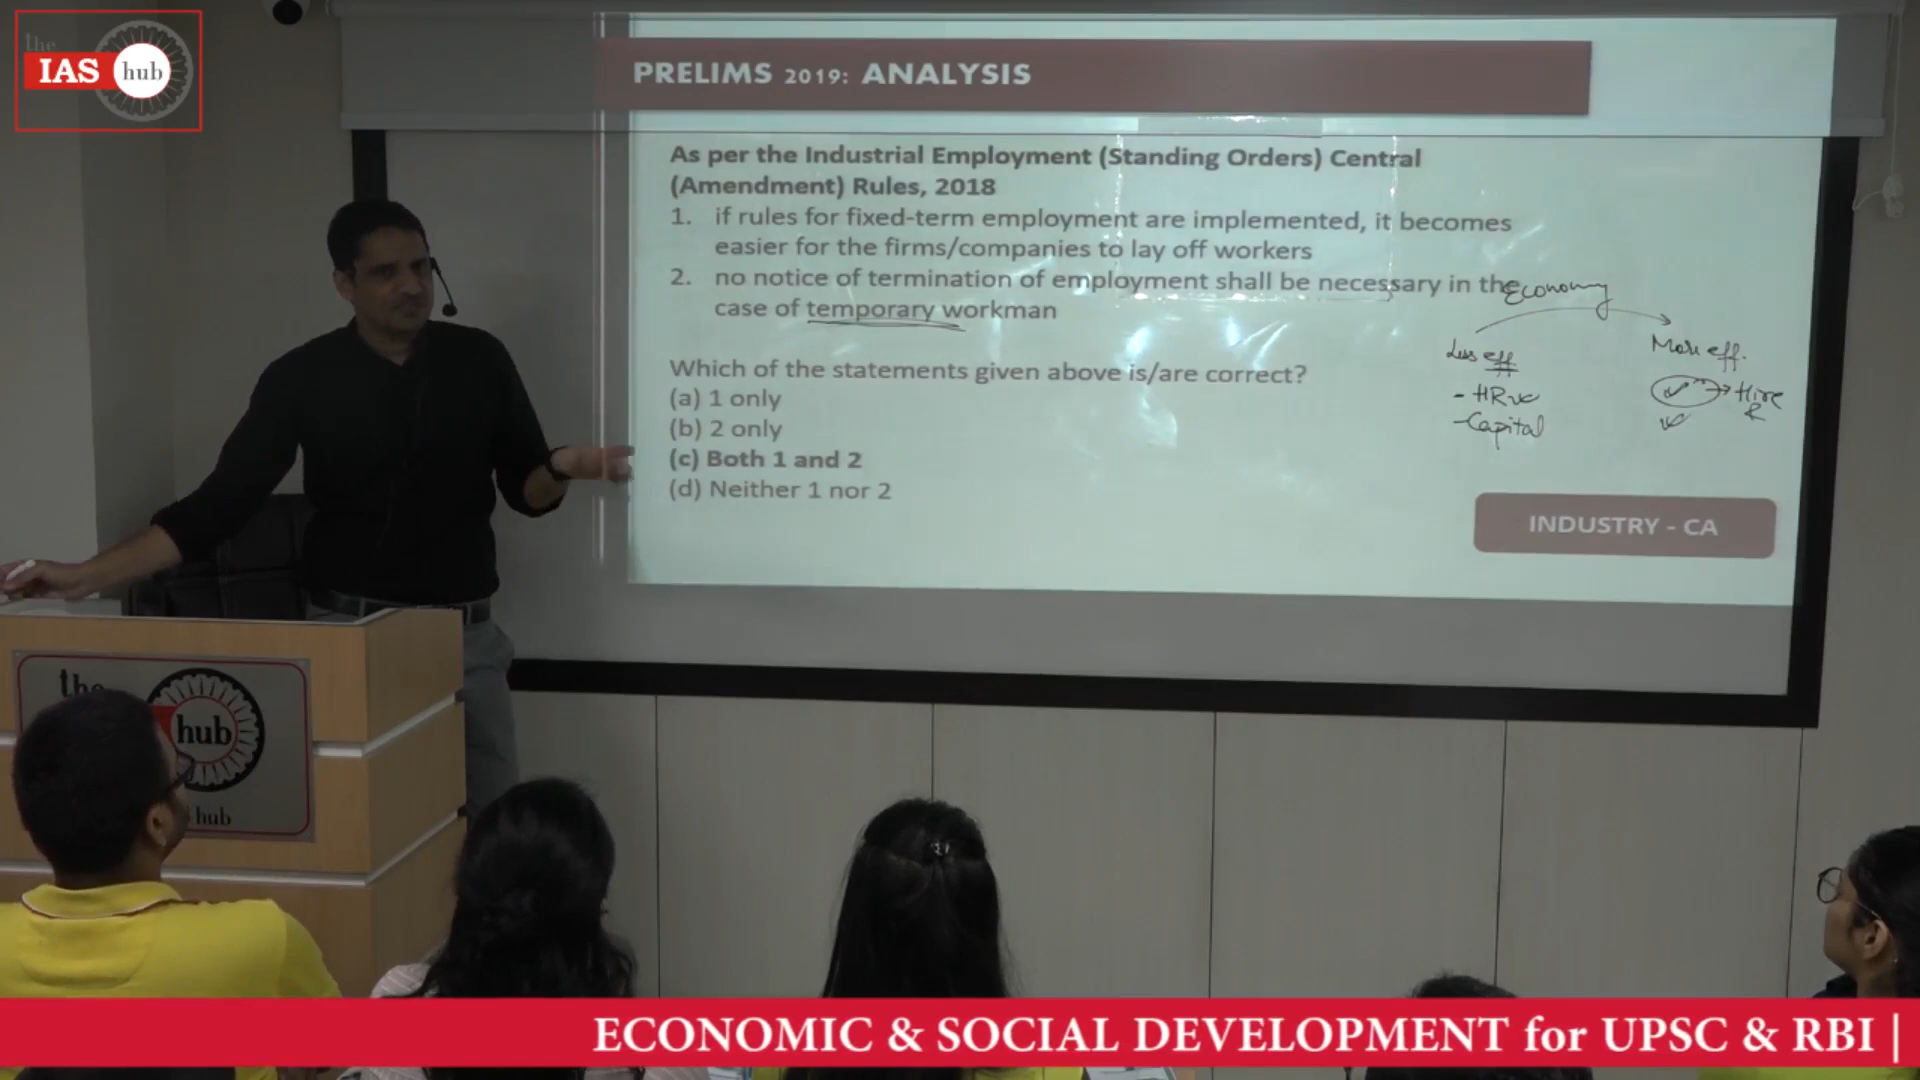 the
IAS hub
PRELIMS 2019: ANALYSIS
As per the Industrial Employment (Standing Orders) Central
(Amendment) Rules, 2018
1. if rules for fixed-term employment are implemented, it becomes
easier for the firms/companies to lay off workers
2. no notice of termination of employment shall be necessary in the
case of temporary workman
Economy
Less eff
- HR
- Capital
More eff.
Hire
&
Which of the statements given above is/are correct?
(a) 1 only
(b) 2 only
(c) Both 1 and 2
(d) Neither 1 nor 2
INDUSTRY - CA
the
hub
hub
ECONOMIC & SOCIAL DEVELOPMENT for UPSC & RBI |